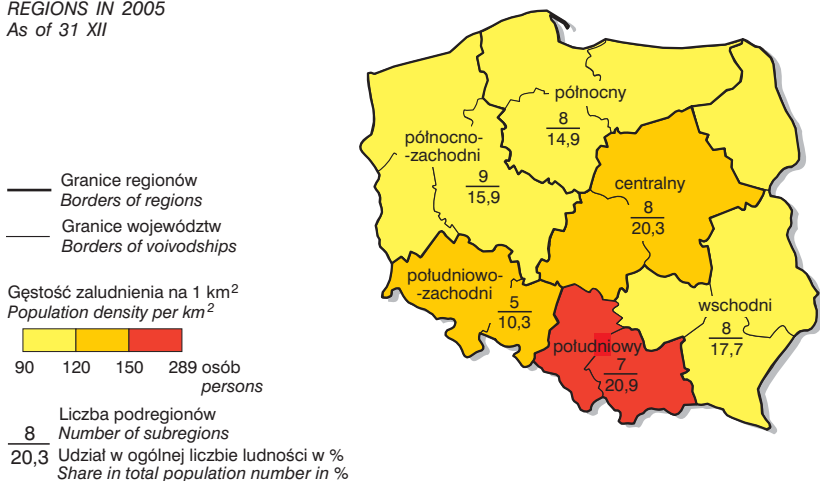 REGIONS IN 2005
As of 31 XII
Granice regionów
Borders of regions
Granice województw
Borders of voivodships
Gęstość zaludnienia na 1 km²
Population density per km²
90 120 150 289 osób
persons
Liczba podregionów
8 Number of subregions
20,3 Udział w ogólnej liczbie ludności w %
Share in total population number in %
północny
8
14,9
północno-
-zachodni
9
15,9
centralny
8
20,3
południowo-
-zachodni
5
10,3
wschodni
8
17,7
południowy
7
20,9